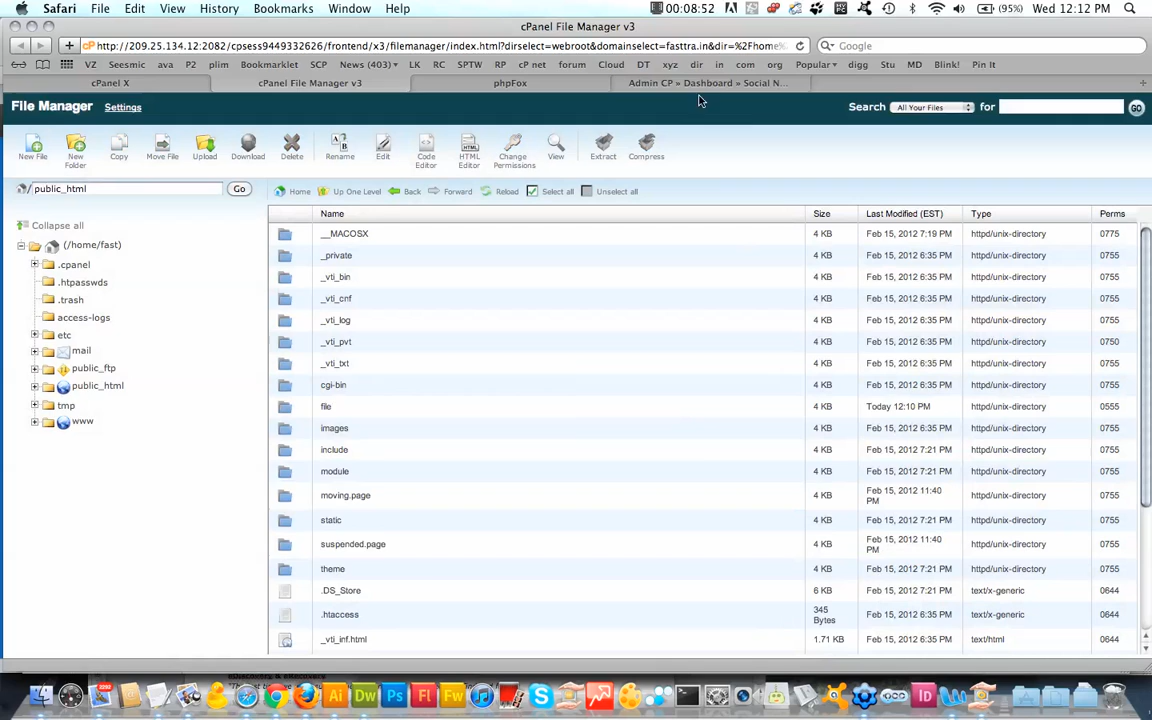 Safari File Edit View History Bookmarks Window Help 00:08:52 (95%) Wed 12:12 PM
cPanel File Manager v3
http://209.25.134.12:2082/cpsess9449332626/frontend/x3/filemanager/index.html?dirselect=webroot&domainselect=fasttra.in&dir=%2Fhome Google
VZ Seesmic ava P2 plim Bookmarklet SCP News (403) LK RC SWTP RP cP net forum Cloud DT xyz dir in com org Popular digg Stu MD Blink! Pin It
cPanel X cPanel File Manager v3 phpFox Admin CP » Dashboard » Social N...
File Manager Settings Search All Your Files for GO
New File New Folder Copy Move File Upload Download Delete Rename Edit Code Editor HTML Editor Change Permissions View Extract Compress
/ public_html Go Home Up One Level Back Forward Reload Select all Unselect all
Collapse all
(/home/fast)
.cpanel
.htpasswds
.trash
access-logs
etc
mail
public_ftp
public_html
tmp
www
Name Size Last Modified (EST) Type Perms
__MACOSX 4 KB Feb 15, 2012 7:19 PM httpd/unix-directory 0775
_private 4 KB Feb 15, 2012 6:35 PM httpd/unix-directory 0755
_vti_bin 4 KB Feb 15, 2012 6:35 PM httpd/unix-directory 0755
_vti_cnf 4 KB Feb 15, 2012 6:35 PM httpd/unix-directory 0755
_vti_log 4 KB Feb 15, 2012 6:35 PM httpd/unix-directory 0755
_vti_pvt 4 KB Feb 15, 2012 6:35 PM httpd/unix-directory 0750
_vti_txt 4 KB Feb 15, 2012 6:35 PM httpd/unix-directory 0755
cgi-bin 4 KB Feb 15, 2012 6:35 PM httpd/unix-directory 0755
file 4 KB Today 12:10 PM httpd/unix-directory 0555
images 4 KB Feb 15, 2012 6:35 PM httpd/unix-directory 0755
include 4 KB Feb 15, 2012 7:21 PM httpd/unix-directory 0755
module 4 KB Feb 15, 2012 7:21 PM httpd/unix-directory 0755
moving.page 4 KB Feb 15, 2012 11:40 PM httpd/unix-directory 0755
static 4 KB Feb 15, 2012 7:21 PM httpd/unix-directory 0755
suspended.page 4 KB Feb 15, 2012 11:40 PM httpd/unix-directory 0755
theme 4 KB Feb 15, 2012 7:21 PM httpd/unix-directory 0755
.DS_Store 6 KB Feb 15, 2012 7:21 PM text/x-generic 0644
.htaccess 345 Bytes Feb 15, 2012 6:35 PM text/x-generic 0644
_vti_inf.html 1.71 KB Feb 15, 2012 6:35 PM text/html 0644
Ai Dw Ps Fl Fw Id